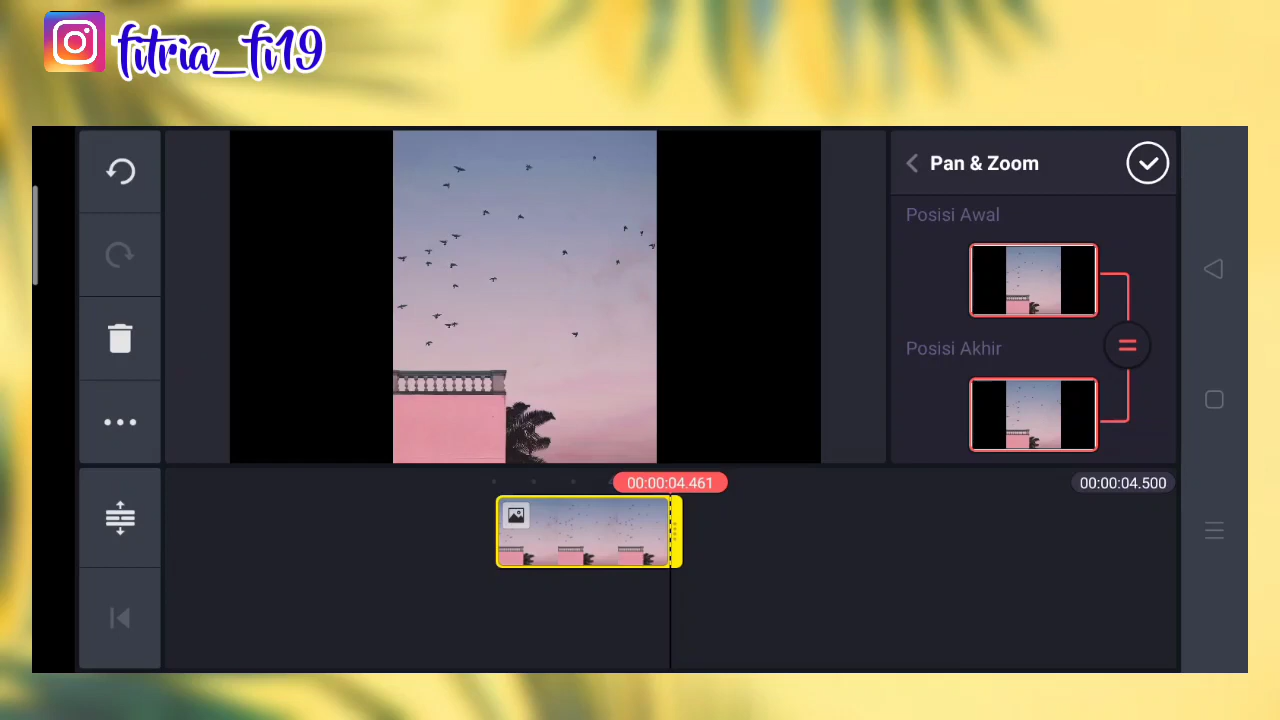 fitria_fi19
Pan & Zoom
Posisi Awal
Posisi Akhir
00:00:04.461
00:00:04.500